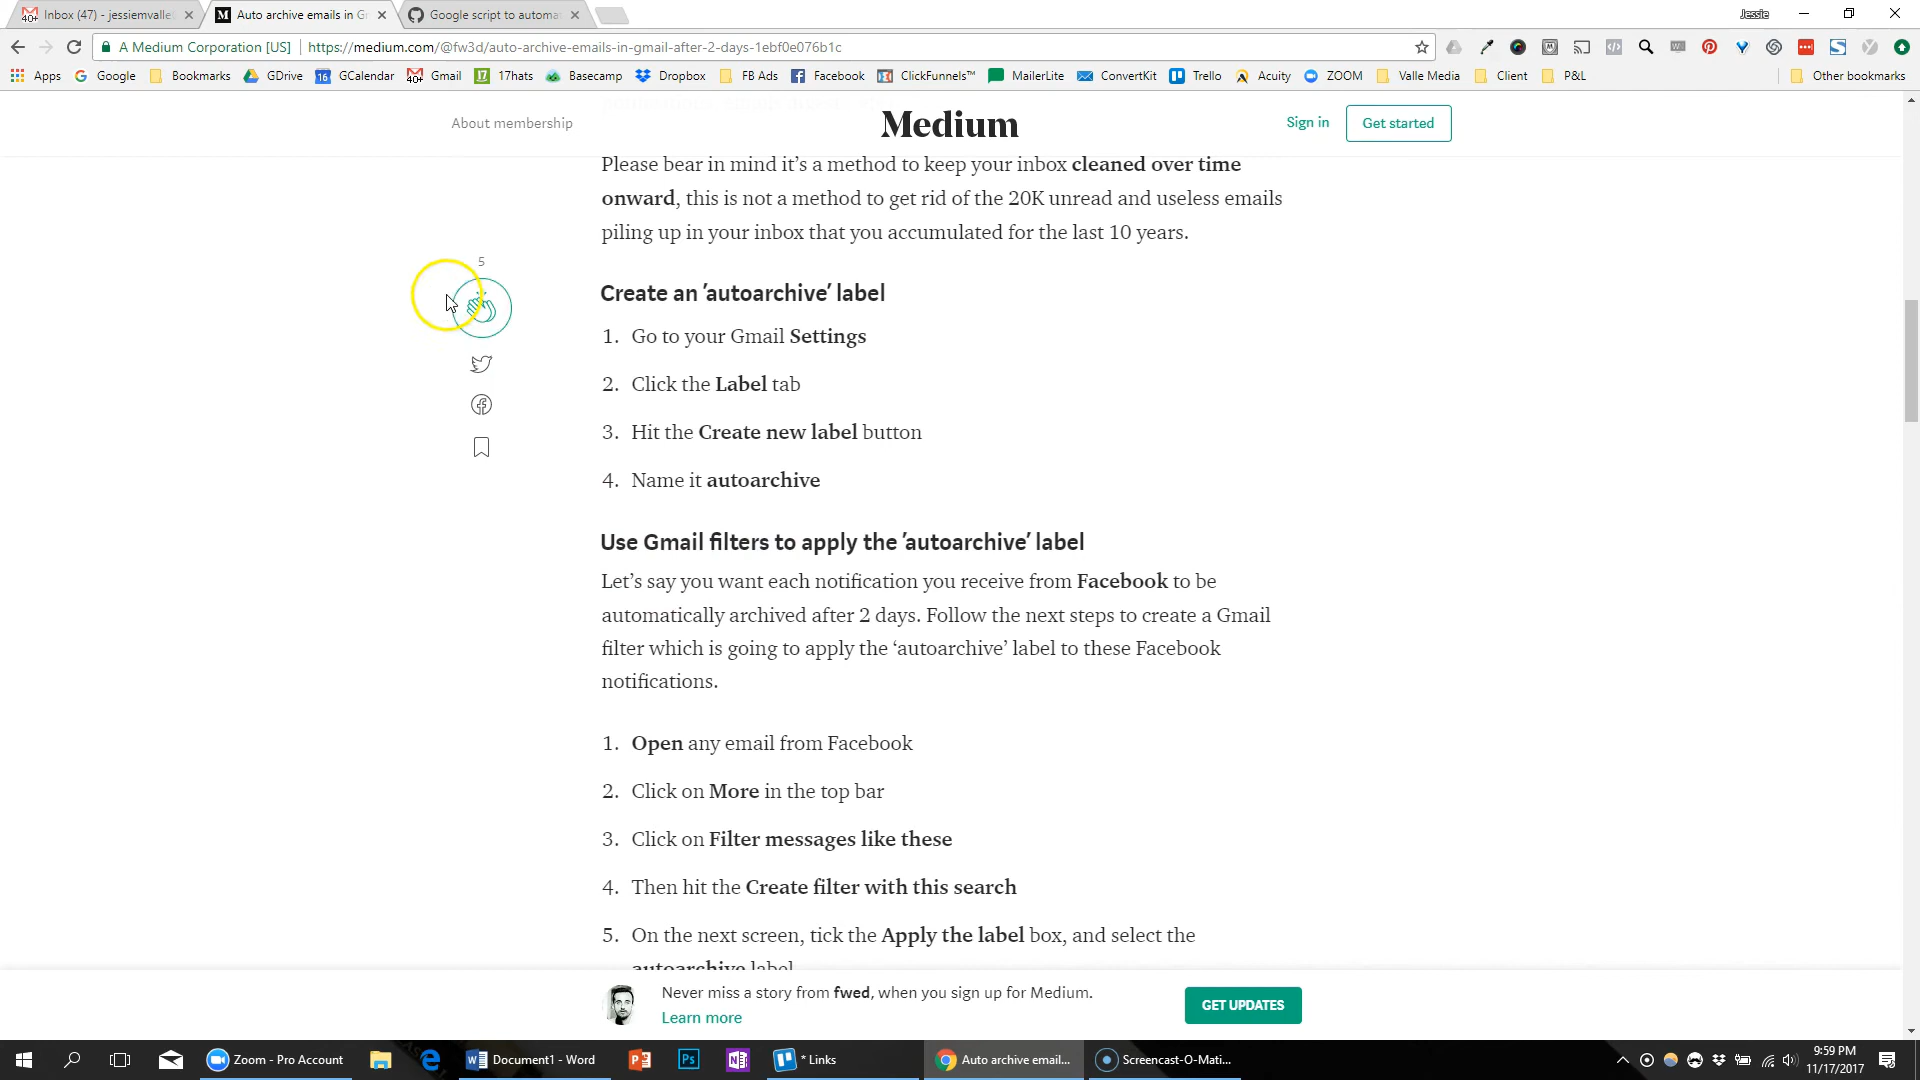 Inbox (47) - jessiemvalle
Auto archive emails in G
Google script to automa
Jessie
A Medium Corporation [US]
https://medium.com/@fw3d/auto-archive-emails-in-gmail-after-2-days-1ebf0e076b1c
Apps
Google
Bookmarks
GDrive
GCalendar
Gmail
17hats
Basecamp
Dropbox
FB Ads
Facebook
ClickFunnels™
MailerLite
ConvertKit
Trello
Acuity
ZOOM
Valle Media
Client
P&L
Other bookmarks
About membership
Medium
Sign in
Get started
Please bear in mind it’s a method to keep your inbox cleaned over time
onward, this is not a method to get rid of the 20K unread and useless emails
piling up in your inbox that you accumulated for the last 10 years.
5
Create an ’autoarchive’ label
1. Go to your Gmail Settings
2. Click the Label tab
3. Hit the Create new label button
4. Name it autoarchive
Use Gmail filters to apply the ’autoarchive’ label
Let’s say you want each notification you receive from Facebook to be
automatically archived after 2 days. Follow the next steps to create a Gmail
filter which is going to apply the ‘autoarchive’ label to these Facebook
notifications.
1. Open any email from Facebook
2. Click on More in the top bar
3. Click on Filter messages like these
4. Then hit the Create filter with this search
5. On the next screen, tick the Apply the label box, and select the
autoarchive label
Never miss a story from fwed, when you sign up for Medium.
Learn more
GET UPDATES
Zoom - Pro Account
Document1 - Word
* Links
Auto archive email...
Screencast-O-Mati...
9:59 PM
11/17/2017